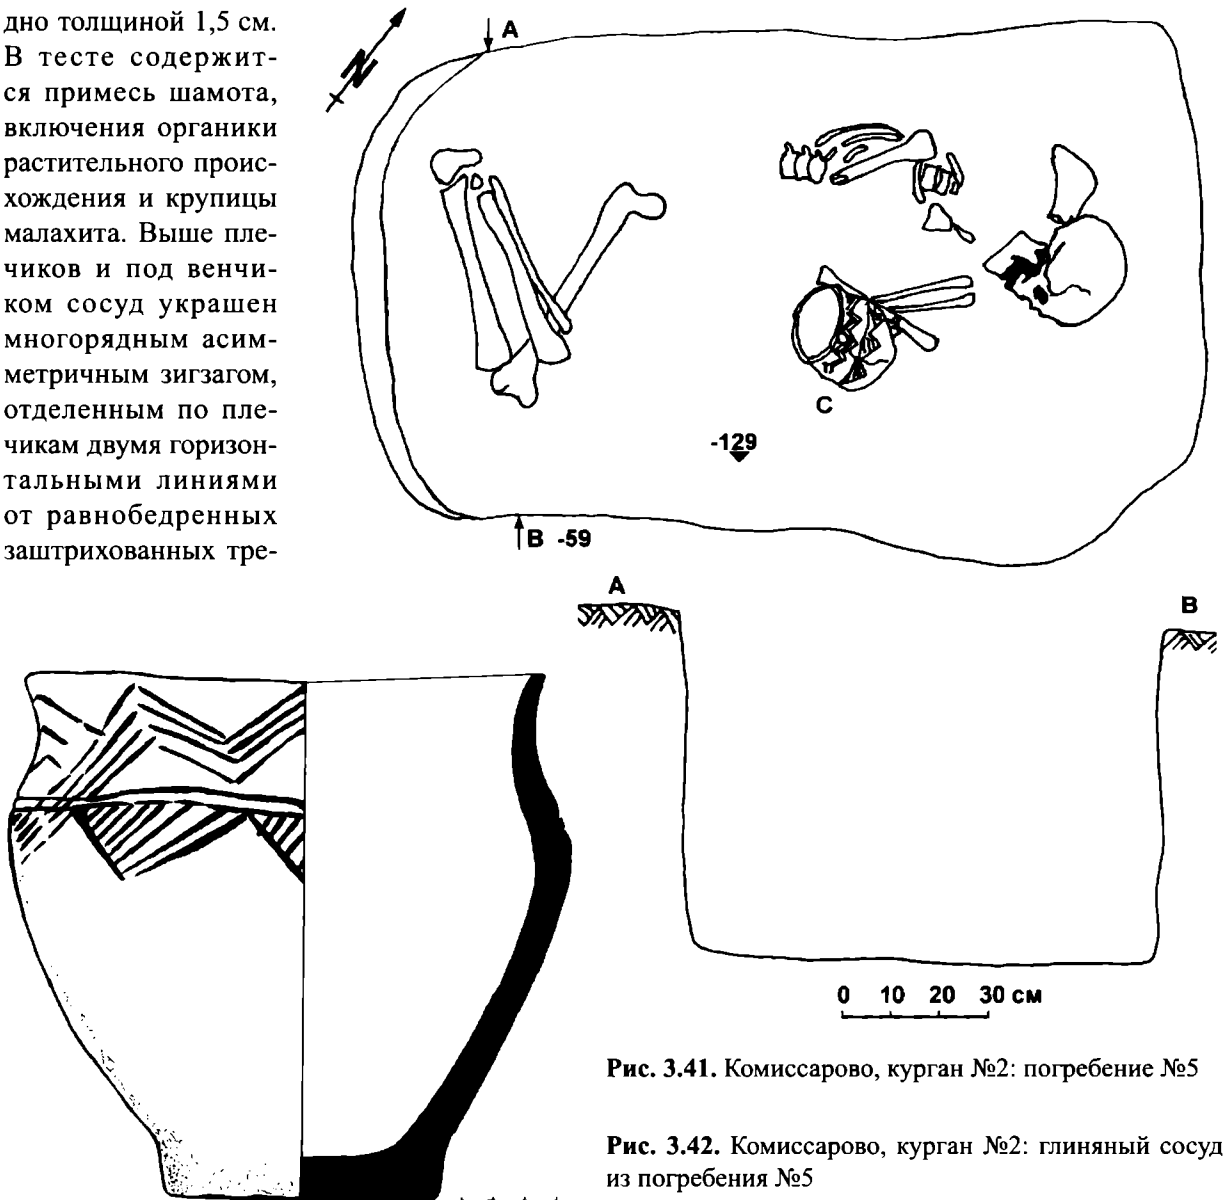 дно толщиной 1,5 см.
В тесте содержит-
ся примесь шамота,
включения органики
растительного проис-
хождения и крупицы
малахита. Выше пле-
чиков и под венчи-
ком сосуд украшен
многорядным асим-
метричным зигзагом,
отделенным по пле-
чикам двумя горизон-
тальными линиями
от равнобедренных
заштрихованных тре-
N
A
C
-129
B -59
A
B
0 10 20 30 см
Рис. 3.41. Комиссарово, курган №2: погребение №5
Рис. 3.42. Комиссарово, курган №2: глиняный сосуд
из погребения №5